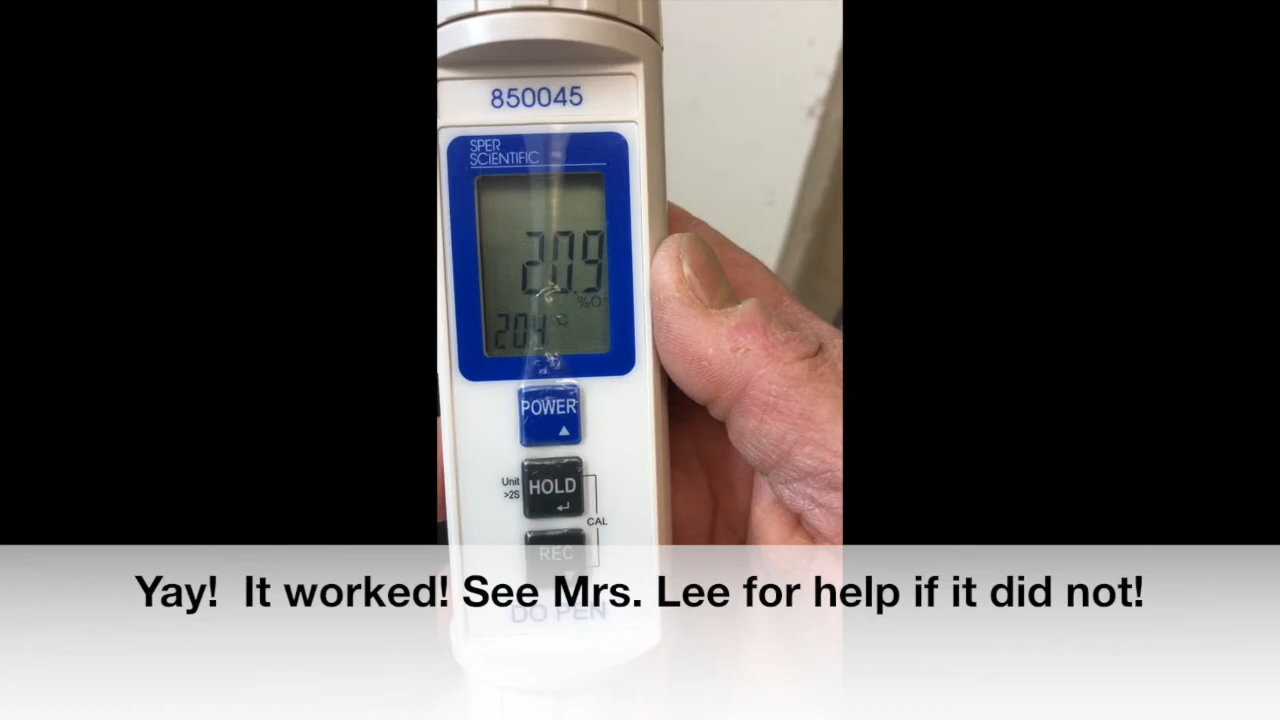 850045
SPER
SCIENTIFIC
20.9
%O
20.4 °C
POWER
Unit
>2S
HOLD
CAL
REC
DO PEN
Yay!  It worked! See Mrs. Lee for help if it did not!